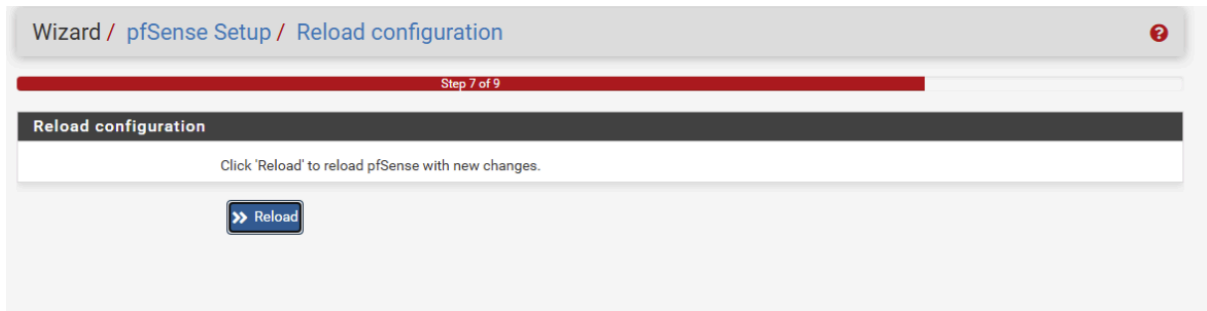 Wizard / pfSense Setup / Reload configuration
Step 7 of 9
Reload configuration
Click 'Reload' to reload pfSense with new changes.
Reload